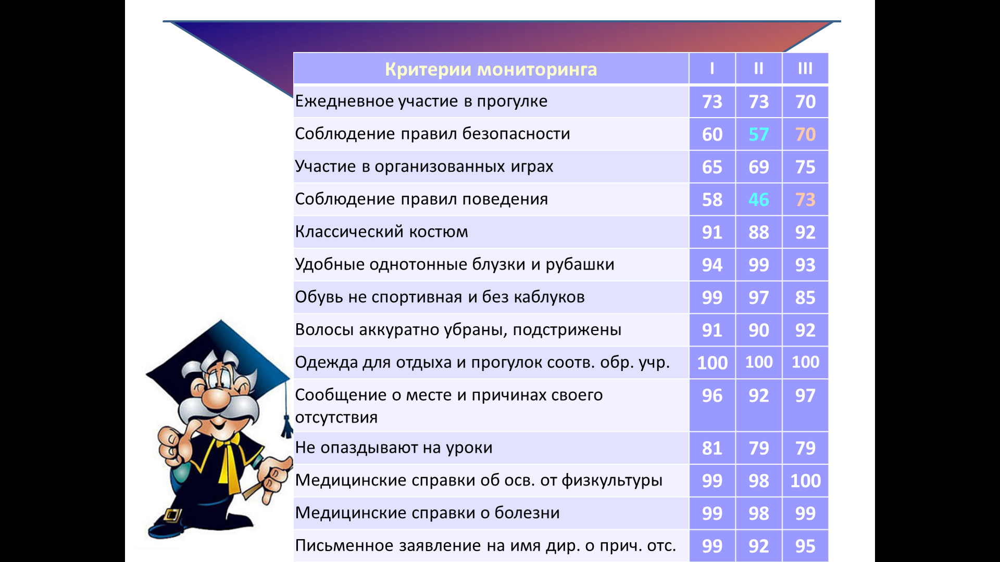 Критерии мониторинга I II III
Ежедневное участие в прогулке 73 73 70
Соблюдение правил безопасности 60 57 70
Участие в организованных играх 65 69 75
Соблюдение правил поведения 58 46 73
Классический костюм 91 88 92
Удобные однотонные блузки и рубашки 94 99 93
Обувь не спортивная и без каблуков 99 97 85
Волосы аккуратно убраны, подстрижены 91 90 92
Одежда для отдыха и прогулок соотв. обр. учр. 100 100 100
Сообщение о месте и причинах своего 96 92 97
отсутствия
Не опаздывают на уроки 81 79 79
Медицинские справки об осв. от физкультуры 99 98 100
Медицинские справки о болезни 99 98 99
Письменное заявление на имя дир. о прич. отс. 99 92 95